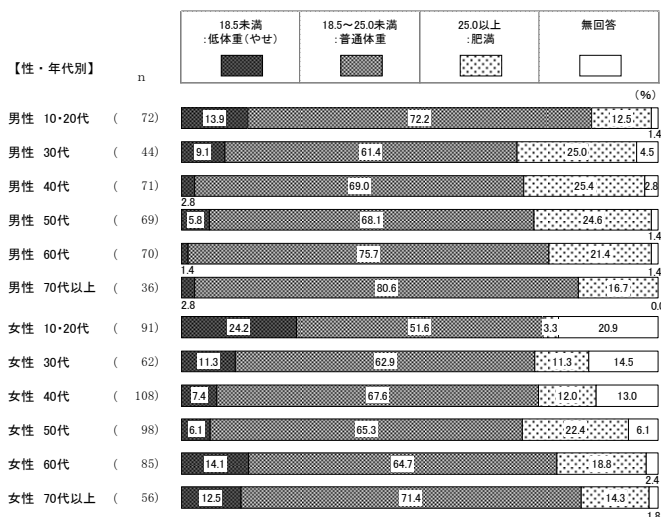 18.5未満 18.5～25.0未満 25.0以上 無回答
:低体重(やせ) :普通体重 :肥満
【性・年代別】 n
(%)
男性 10・20代 ( 72) 13.9 72.2 12.5
1.4
男性 30代 ( 44) 9.1 61.4 25.0 4.5
男性 40代 ( 71) 69.0 25.4 2.8
2.8
男性 50代 ( 69) 5.8 68.1 24.6
1.4
男性 60代 ( 70) 75.7 21.4
1.4 1.4
男性 70代以上 ( 36) 80.6 16.7
2.8 0.0
女性 10・20代 ( 91) 24.2 51.6 3.3 20.9
女性 30代 ( 62) 11.3 62.9 11.3 14.5
女性 40代 ( 108) 7.4 67.6 12.0 13.0
女性 50代 ( 98) 6.1 65.3 22.4 6.1
女性 60代 ( 85) 14.1 64.7 18.8
2.4
女性 70代以上 ( 56) 12.5 71.4 14.3
1.8